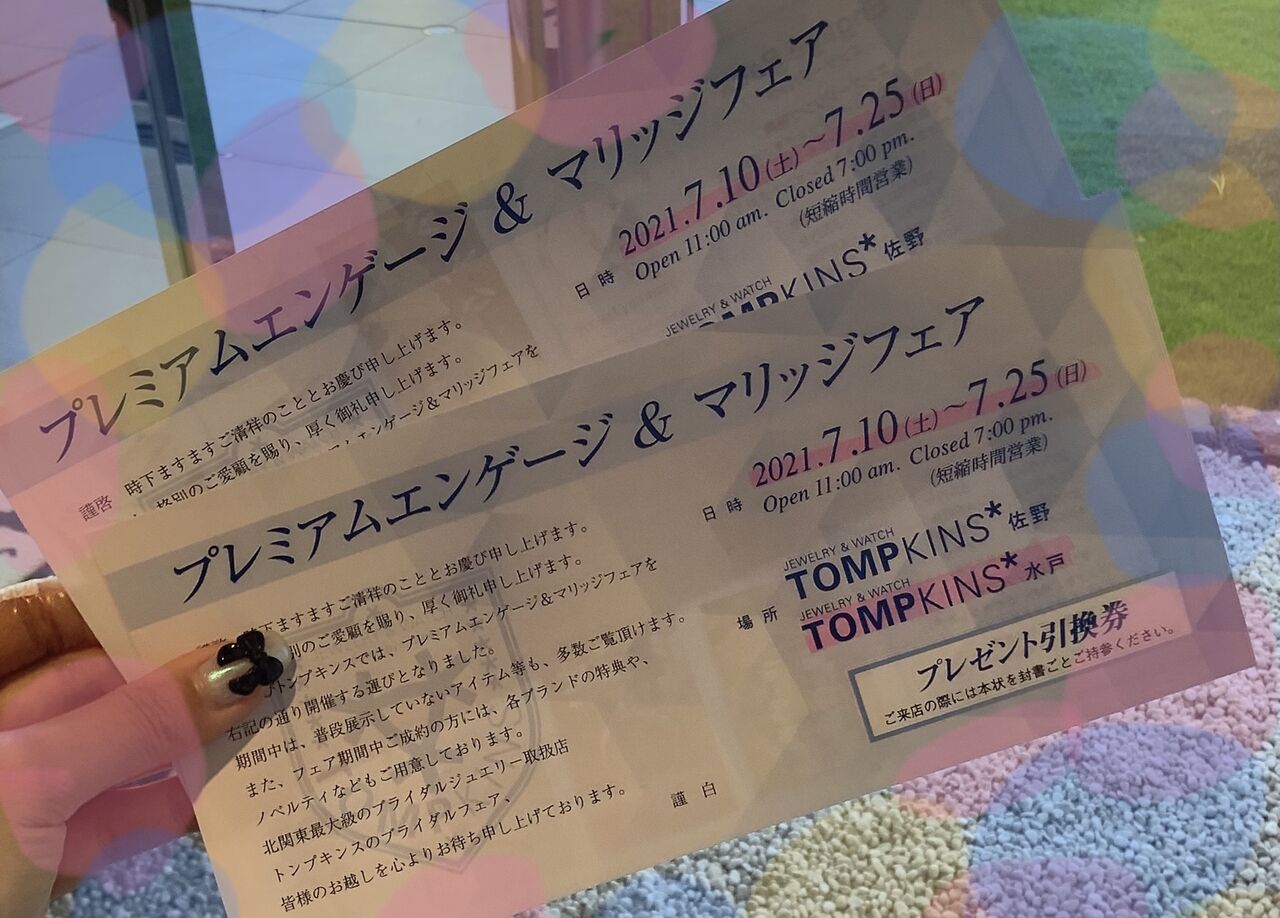 プレミアムエンゲージ & マリッジフェア
日時 2021.7.10(土)～7.25(日)
Open 11:00 am. Closed 7:00 pm.
(短縮時間営業)
JEWELRY & WATCH
TOMPKINS* 佐野
謹啓 時下ますますご清祥のこととお慶び申し上げます。
格別のご愛顧を賜り、厚く御礼申し上げます。
エンゲージ&マリッジフェアを
プレミアムエンゲージ & マリッジフェア
日時 2021.7.10(土)～7.25(日)
Open 11:00 am. Closed 7:00 pm.
(短縮時間営業)
場所
JEWELRY & WATCH
TOMPKINS* 佐野
JEWELRY & WATCH
TOMPKINS* 水戸
プレゼント引換券
ご来店の際には本状を封書ごとご持参ください。
下ますますご清祥のこととお慶び申し上げます。
別のご愛顧を賜り、厚く御礼申し上げます。
トンプキンスでは、プレミアムエンゲージ&マリッジフェアを
右記の通り開催する運びとなりました。
期間中は、普段展示していないアイテム等も、多数ご覧頂けます。
また、フェア期間中ご成約の方には、各ブランドの特典や、
ノベルティなどもご用意しております。
北関東最大級のブライダルジュエリー取扱店
トンプキンスのブライダルフェア、
皆様のお越しを心よりお待ち申し上げております。
謹白